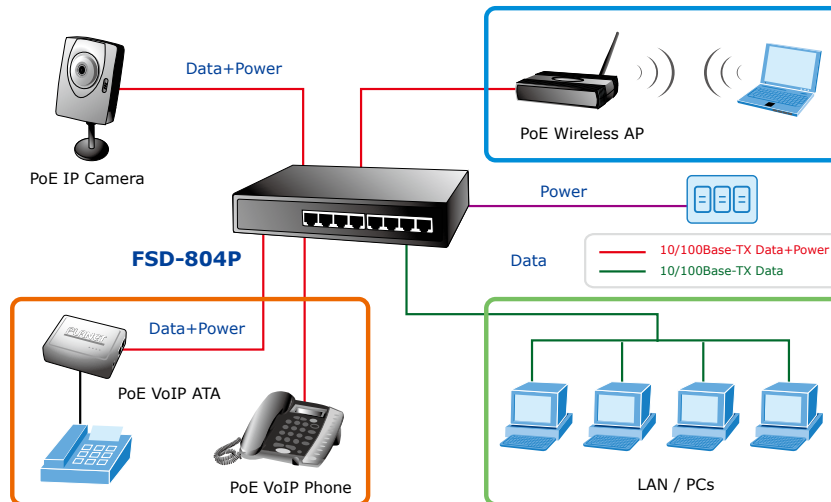 Data+Power
PoE Wireless AP
PoE IP Camera
Power
FSD-804P
Data
10/100Base-TX Data+Power
10/100Base-TX Data
Data+Power
PLANET
PoE VoIP ATA
PoE VoIP Phone
LAN / PCs